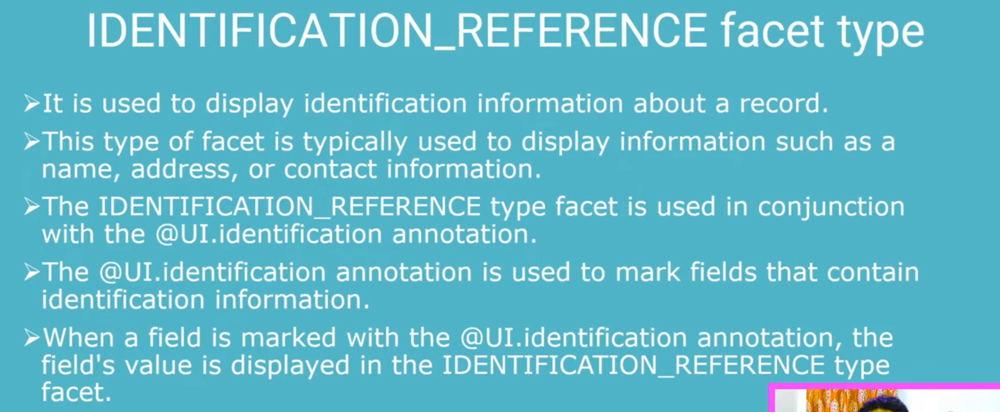 IDENTIFICATION_REFERENCE facet type
➢It is used to display identification information about a record.
➢This type of facet is typically used to display information such as a
name, address, or contact information.
➢The IDENTIFICATION_REFERENCE type facet is used in conjunction
with the @UI.identification annotation.
➢The @UI.identification annotation is used to mark fields that contain
identification information.
➢When a field is marked with the @UI.identification annotation, the
field's value is displayed in the IDENTIFICATION_REFERENCE type
facet.